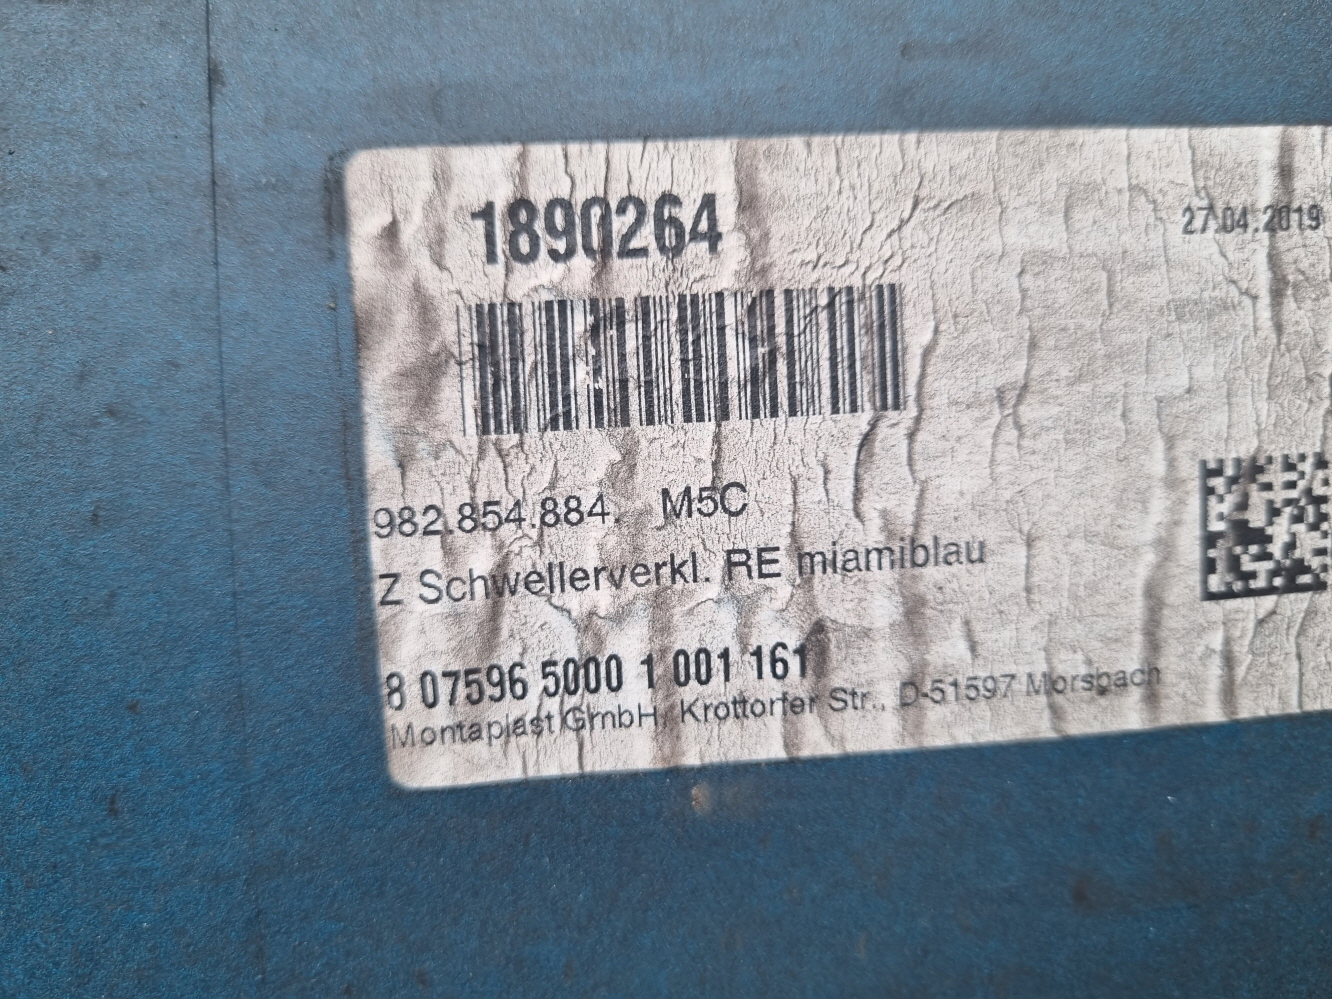 1890264
27.04.2019
982.854.884. M5C
Z Schwellerverkl. RE miamiblau
8 07596 5000 1 001 161
Montaplast GmbH, Krottorfer Str., D-51597 Morsbach